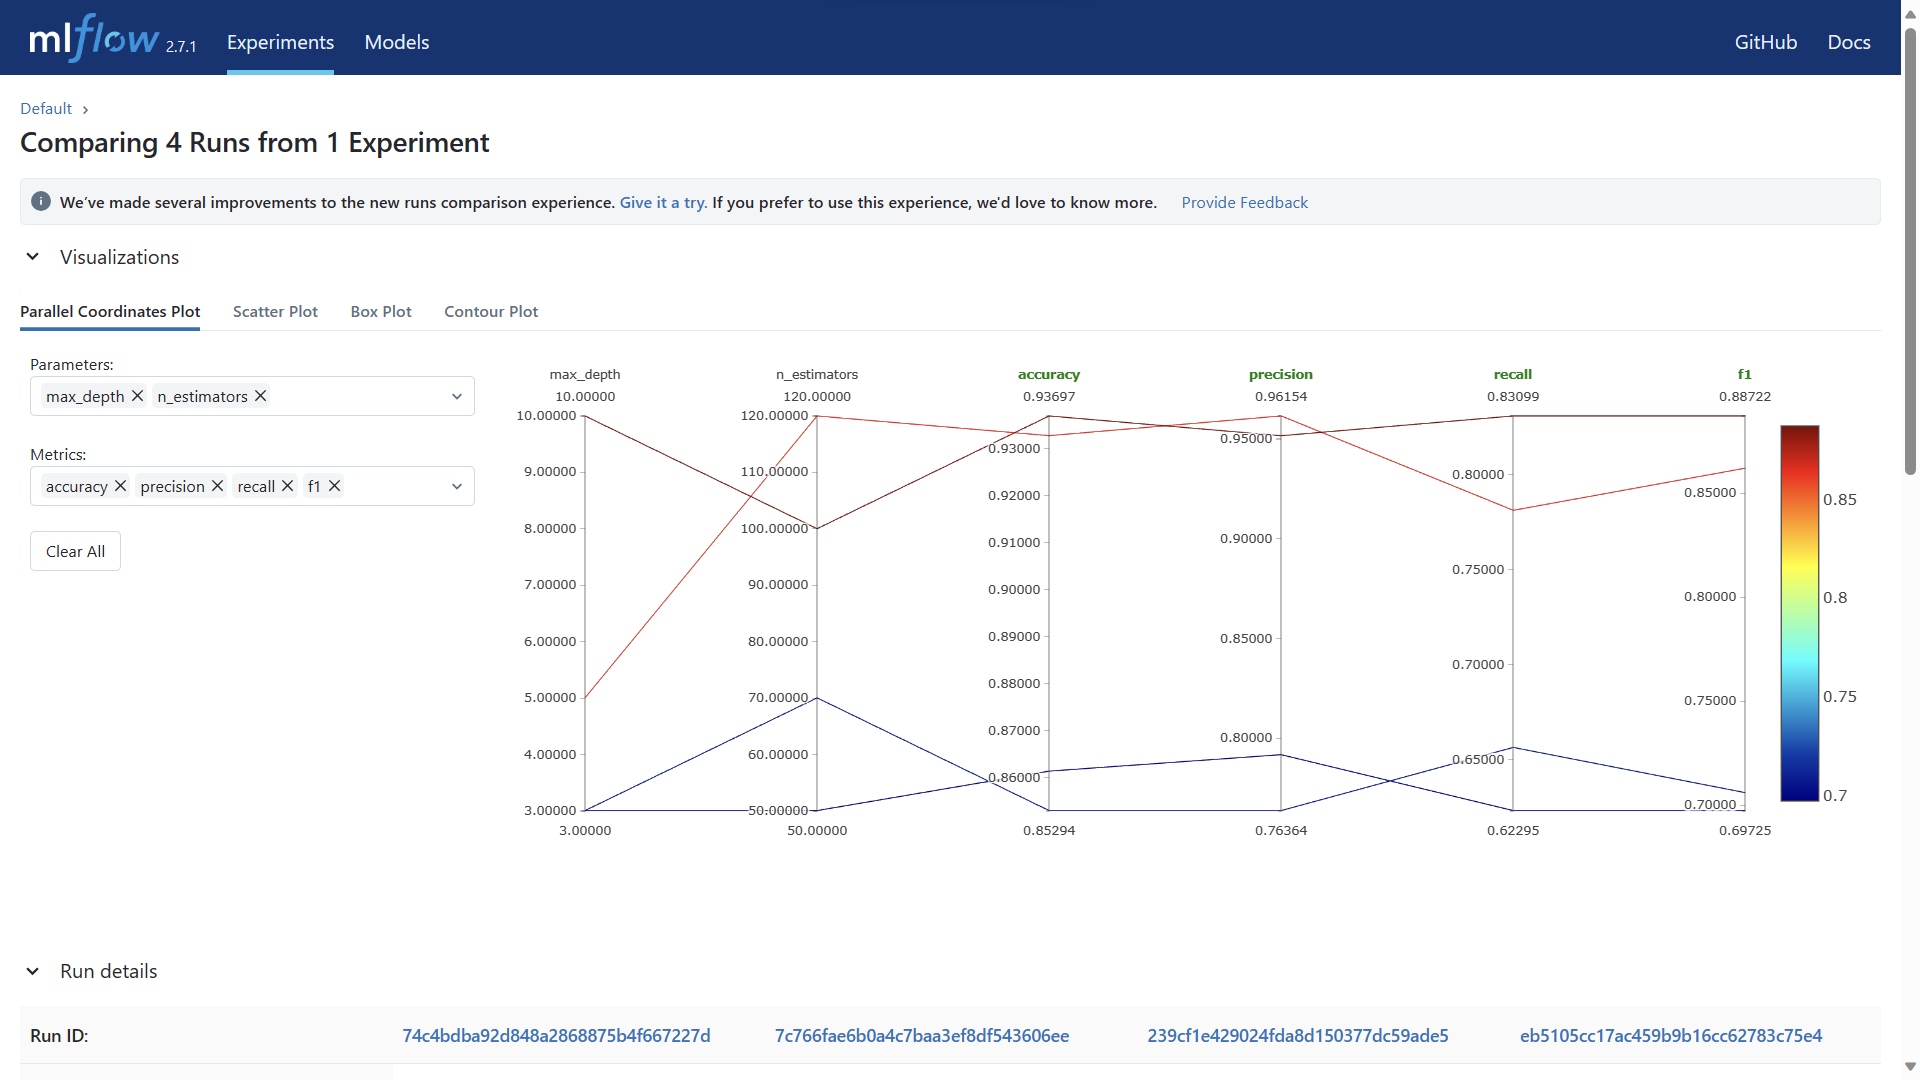 mlflow 2.7.1 Experiments Models GitHub Docs
Default
Comparing 4 Runs from 1 Experiment
We've made several improvements to the new runs comparison experience. Give it a try. If you prefer to use this experience, we'd love to know more. Provide Feedback
Visualizations
Parallel Coordinates Plot Scatter Plot Box Plot Contour Plot
Parameters:
max_depth n_estimators
Metrics:
accuracy precision recall f1
Clear All
max_depth
10.00000
10.00000
9.00000
8.00000
7.00000
6.00000
5.00000
4.00000
3.00000
3.00000
n_estimators
120.00000
120.00000
110.00000
100.00000
90.00000
80.00000
70.00000
60.00000
50.00000
50.00000
accuracy
0.93697
0.93000
0.92000
0.91000
0.90000
0.89000
0.88000
0.87000
0.86000
0.85294
precision
0.96154
0.95000
0.90000
0.85000
0.80000
0.76364
recall
0.83099
0.80000
0.75000
0.70000
0.65000
0.62295
f1
0.88722
0.85000
0.80000
0.75000
0.70000
0.69725
0.85
0.8
0.75
0.7
Run details
Run ID: 74c4bdba92d848a2868875b4f667227d 7c766fae6b0a4c7baa3ef8df543606ee 239cf1e429024fda8d150377dc59ade5 eb5105cc17ac459b9b16cc62783c75e4